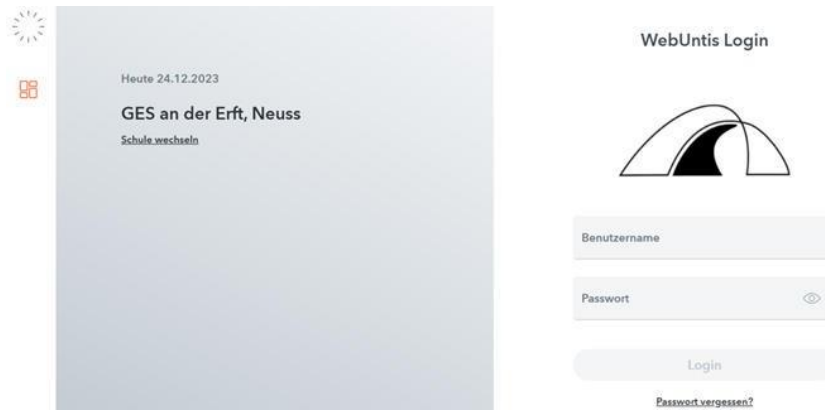 Heute 24.12.2023
GES an der Erft, Neuss
Schule wechseln
WebUntis Login
Benutzername
Passwort
Login
Passwort vergessen?